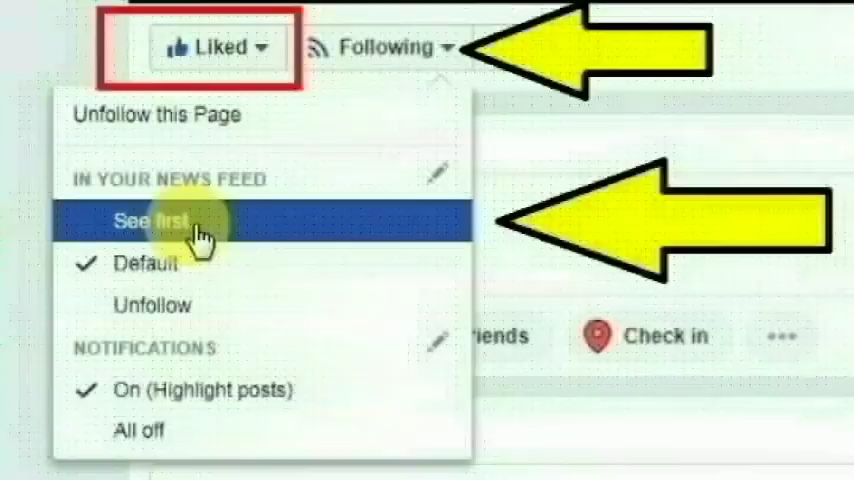 Liked
Following
Unfollow this Page
IN YOUR NEWS FEED
See first
Default
Unfollow
NOTIFICATIONS
On (Highlight posts)
All off
riends
Check in